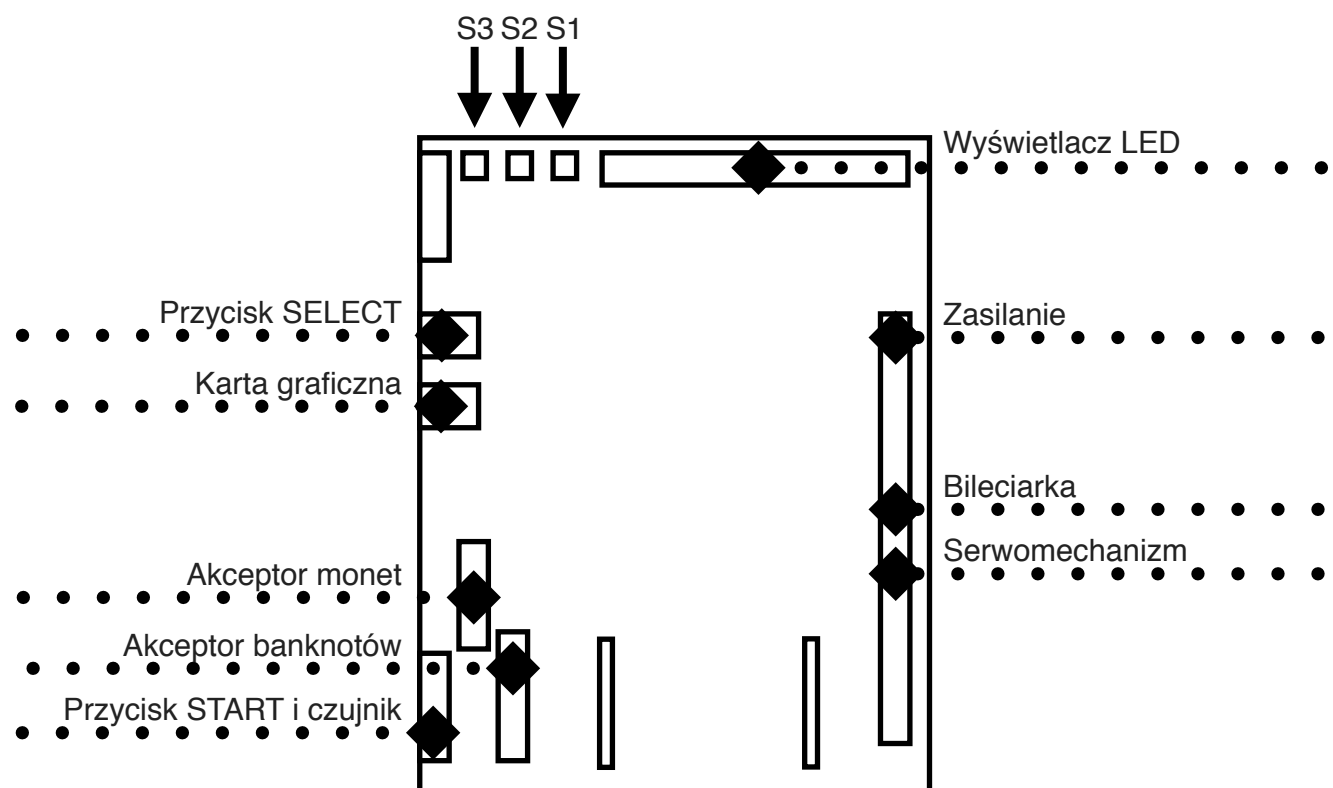 S3 S2 S1
Wyświetlacz LED
Przycisk SELECT
Zasilanie
Karta graficzna
Bileciarka
Serwomechanizm
Akceptor monet
Akceptor banknotów
Przycisk START i czujnik